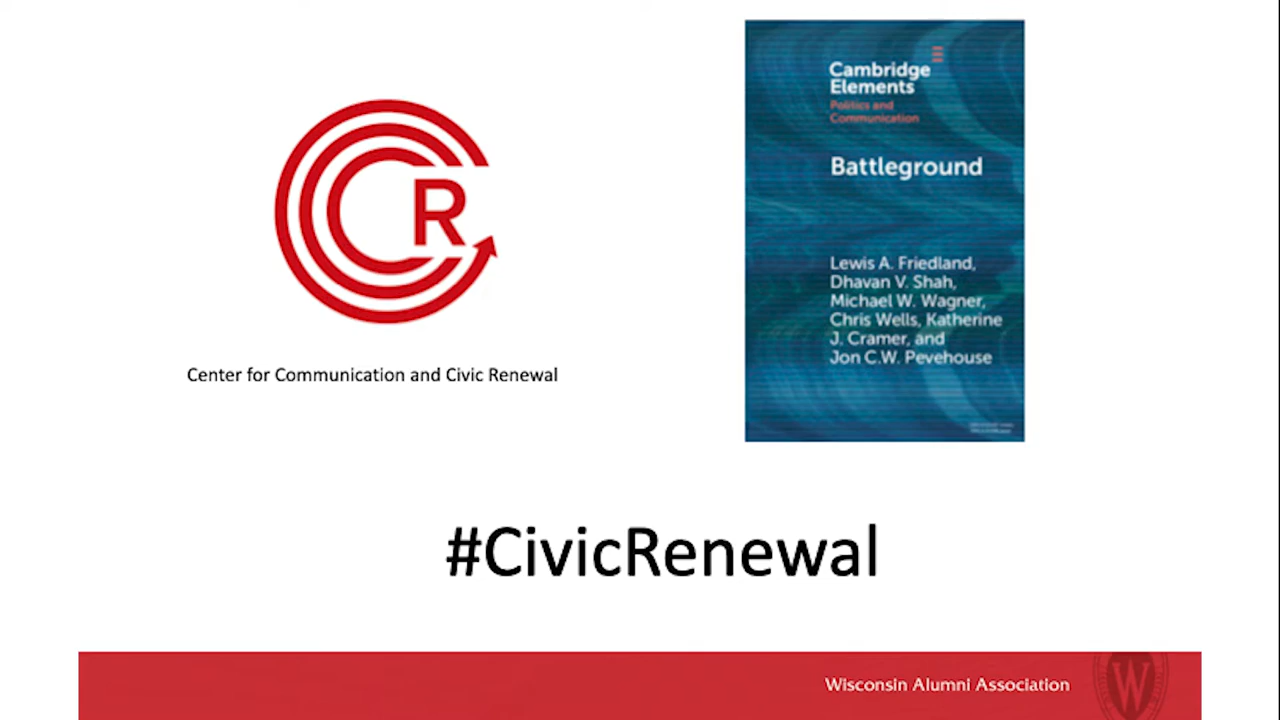 R
Center for Communication and Civic Renewal
Cambridge
Elements
Politics and
Communication
Battleground
Lewis A. Friedland,
Dhavan V. Shah,
Michael W. Wagner,
Chris Wells, Katherine
J. Cramer, and
Jon C.W. Pevehouse
#CivicRenewal
Wisconsin Alumni Association
W